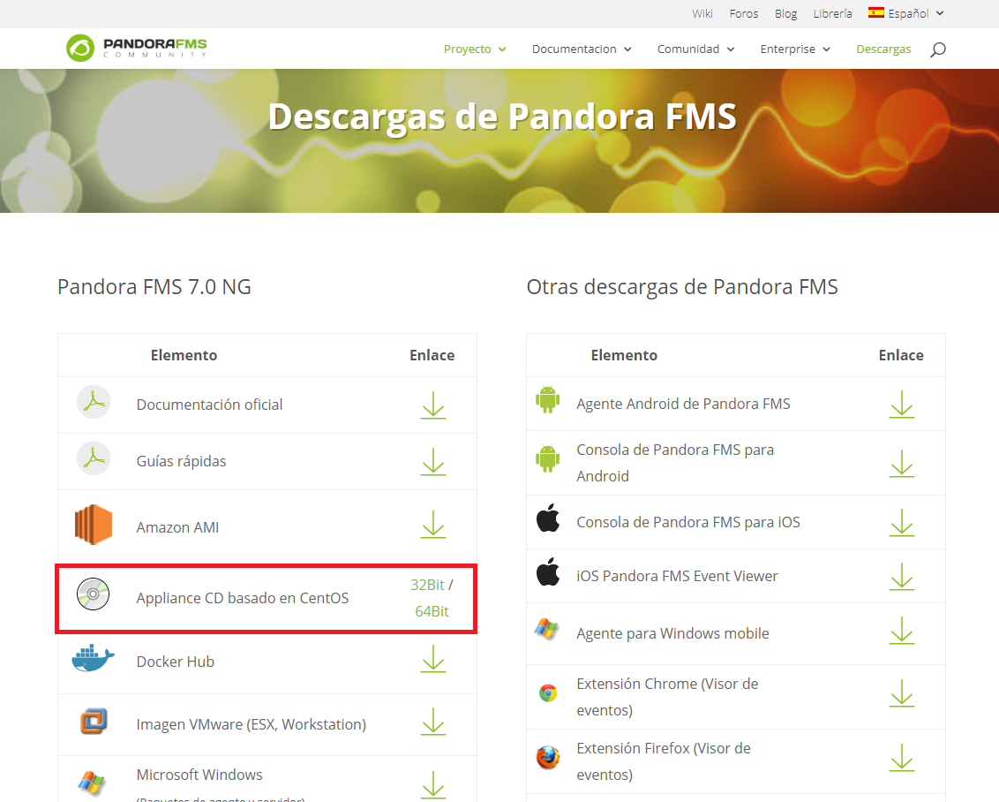 Wiki Foros Blog Librería Español
PANDORAFMS
COMMUNITY
Proyecto Documentacion Comunidad Enterprise Descargas
Descargas de Pandora FMS
Pandora FMS 7.0 NG
Elemento Enlace
Documentación oficial
Guías rápidas
Amazon AMI
Appliance CD basado en CentOS
32Bit /
64Bit
Docker Hub
Imagen VMware (ESX, Workstation)
Microsoft Windows
(Paquetes de agente y servidor)
Otras descargas de Pandora FMS
Elemento Enlace
Agente Android de Pandora FMS
Consola de Pandora FMS para
Android
Consola de Pandora FMS para iOS
iOS Pandora FMS Event Viewer
Agente para Windows mobile
Extensión Chrome (Visor de
eventos)
Extensión Firefox (Visor de
eventos)